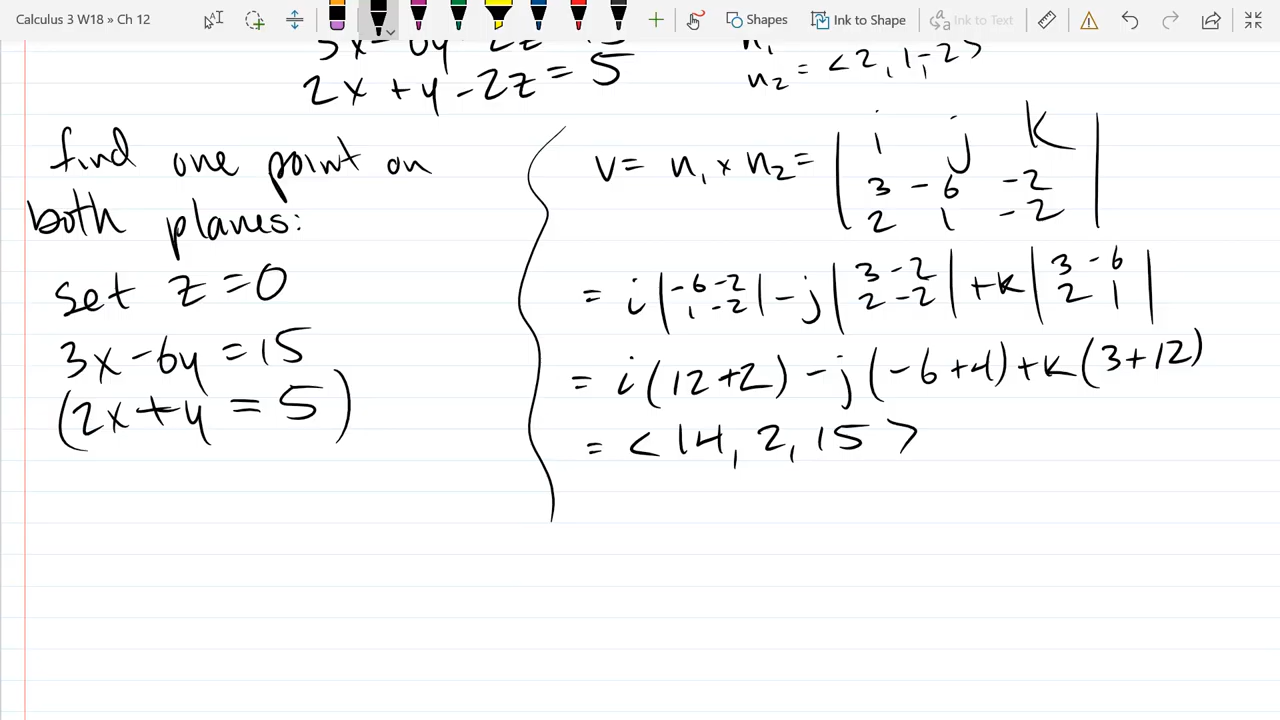 Calculus 3 W18 » Ch 12
Shapes
Ink to Shape
Ink to Text
2x + y - 2z = 5
n₂ = <2, 1, -2>
find one point on
both planes:
set z = 0
3x - 6y = 15
(2x + y = 5)
v = n₁ × n₂ = | i j k
3 -6 -2
2 1 -2 |
= i | -6 -2 | - j | 3 -2 | + k | 3 -6 |
1 -2 2 -2 2 1
= i (12 + 2) - j (-6 + 4) + k (3 + 12)
= < 14, 2, 15 >